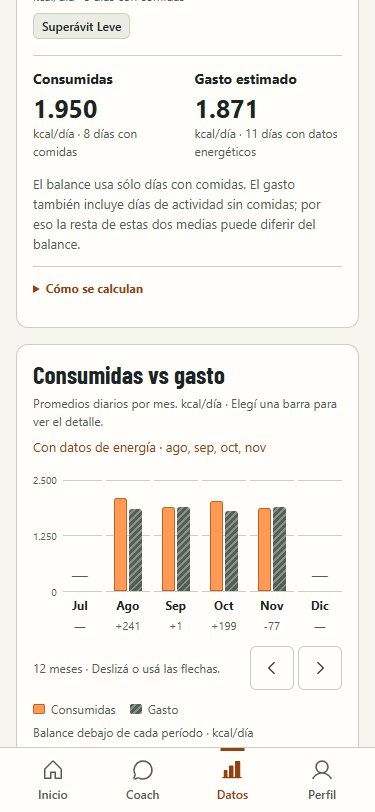 Superávit Leve
Consumidas
1.950
kcal/día · 8 días con
comidas
Gasto estimado
1.871
kcal/día · 11 días con datos
energéticos
El balance usa sólo días con comidas. El gasto
también incluye días de actividad sin comidas; por
eso la resta de estas dos medias puede diferir del
balance.
Cómo se calculan
Consumidas vs gasto
Promedios diarios por mes. kcal/día · Elegí una barra para
ver el detalle.
Con datos de energía · ago, sep, oct, nov
2.500
1.250
0
Jul Ago Sep Oct Nov Dic
— +241 +1 +199 -77 —
12 meses · Deslizá o usá las flechas.
Consumidas Gasto
Balance debajo de cada período · kcal/día
Inicio Coach Datos Perfil